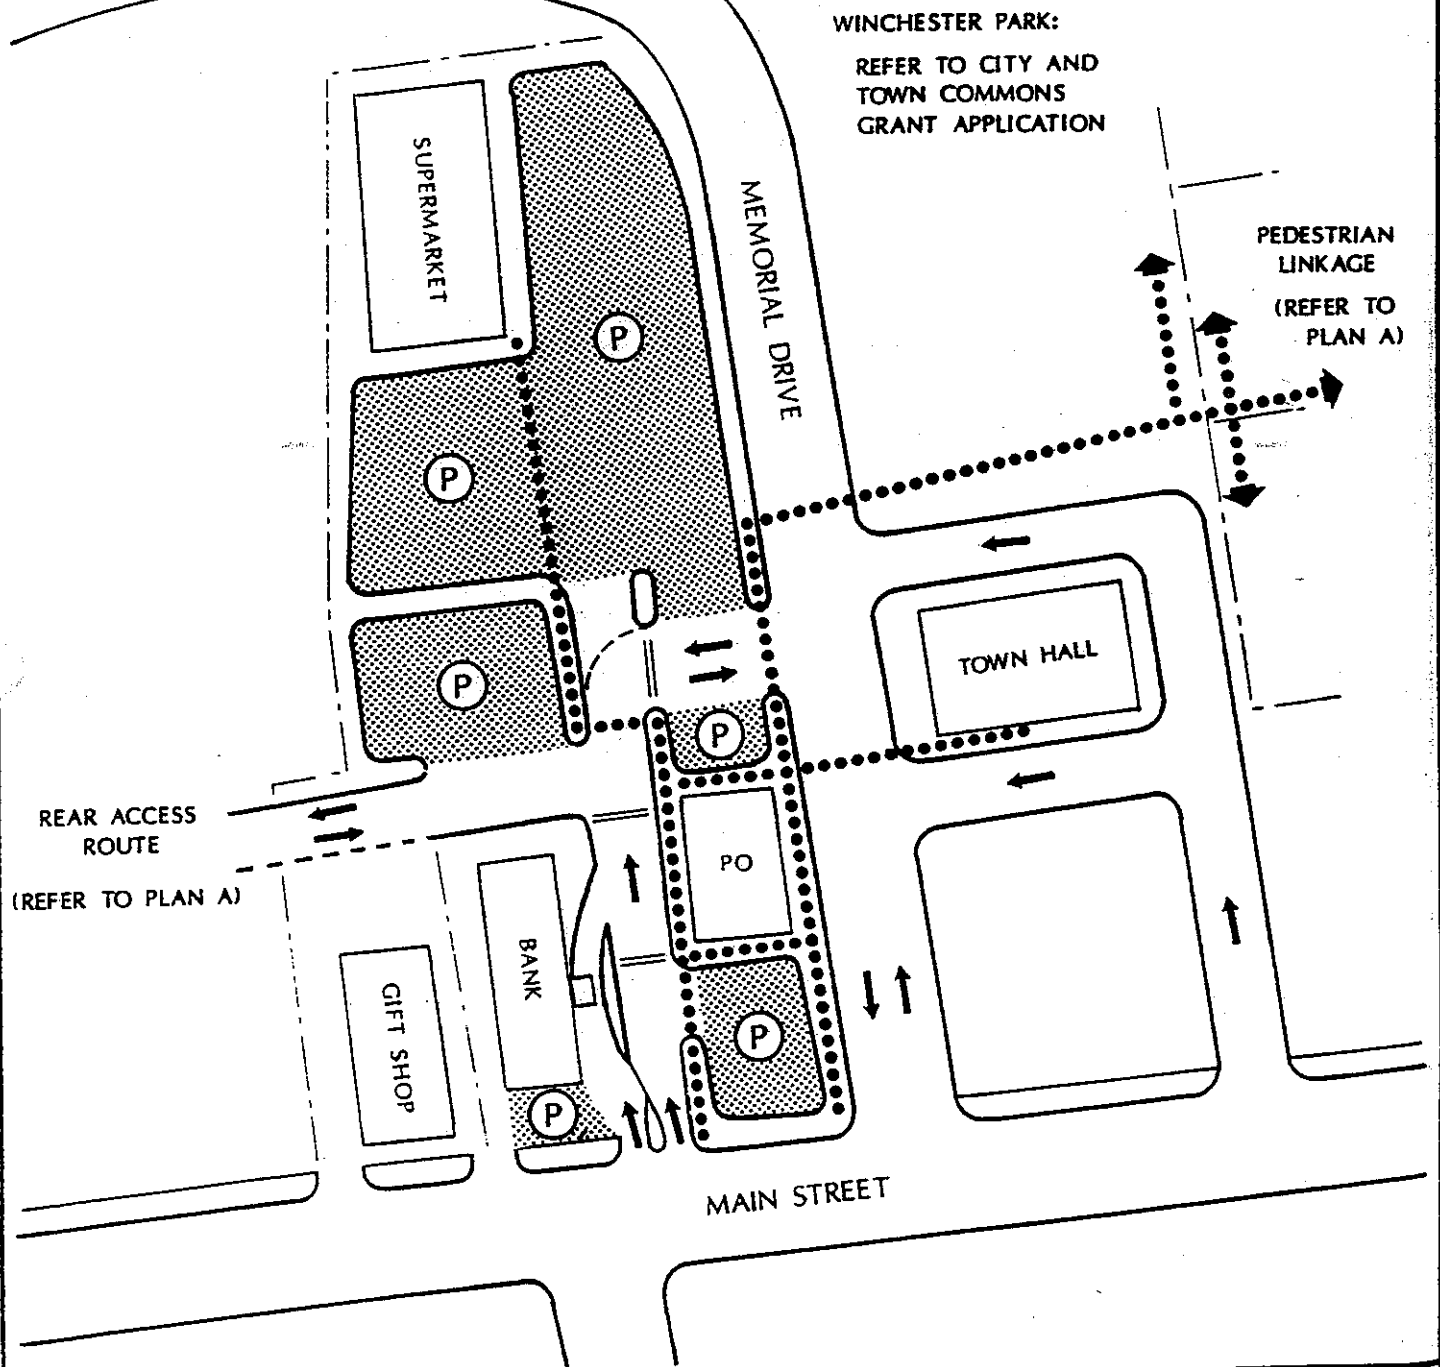 WINCHESTER PARK:
REFER TO CITY AND
TOWN COMMONS
GRANT APPLICATION
SUPERMARKET
MEMORIAL DRIVE
PEDESTRIAN
LINKAGE
(REFER TO
PLAN A)
P
P
P
P
TOWN HALL
REAR ACCESS
ROUTE
(REFER TO PLAN A)
PO
BANK
GIFT SHOP
P
P
MAIN STREET